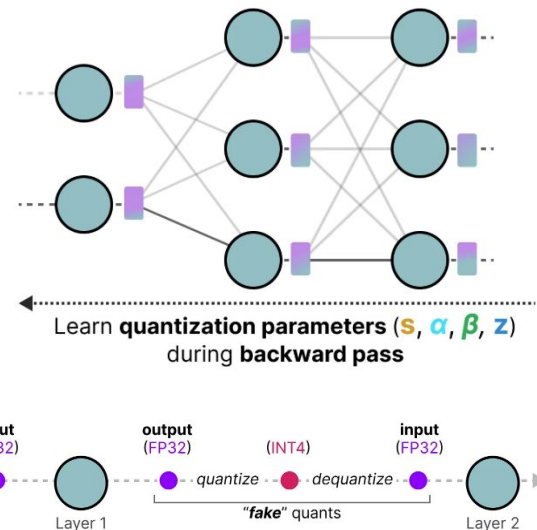 Learn quantization parameters (s, α, β, z)
during backward pass
output input
(FP32) (INT4) (FP32)
quantize dequantize
"fake" quants
Layer 1 Layer 2